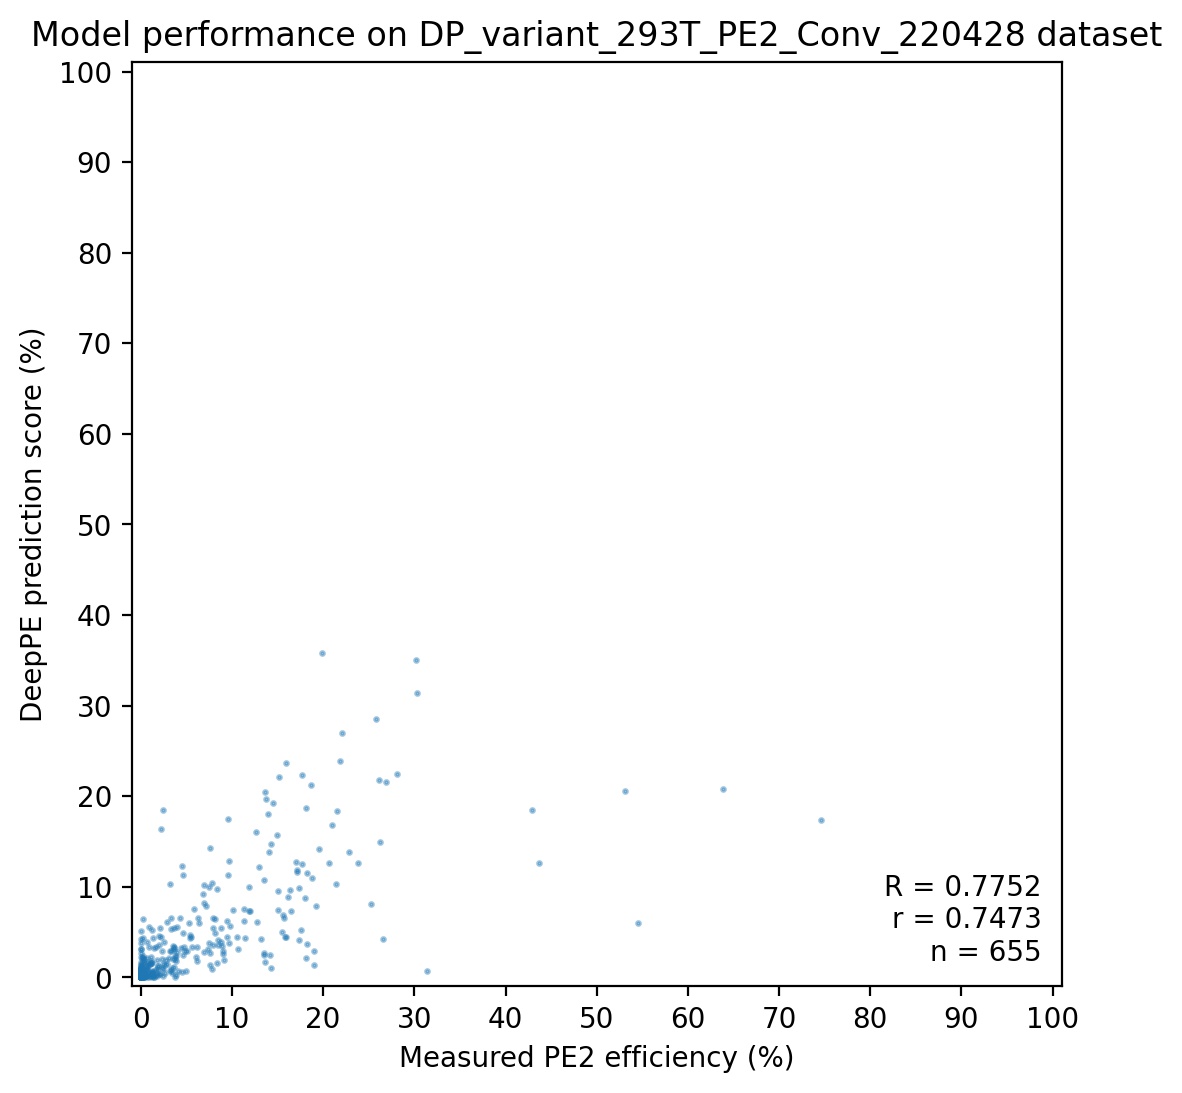 Model performance on DP_variant_293T_PE2_Conv_220428 dataset
100
90
80
70
60
50
40
30
20
10
0
DeepPE prediction score (%)
R = 0.7752
r = 0.7473
n = 655
0 10 20 30 40 50 60 70 80 90 100
Measured PE2 efficiency (%)